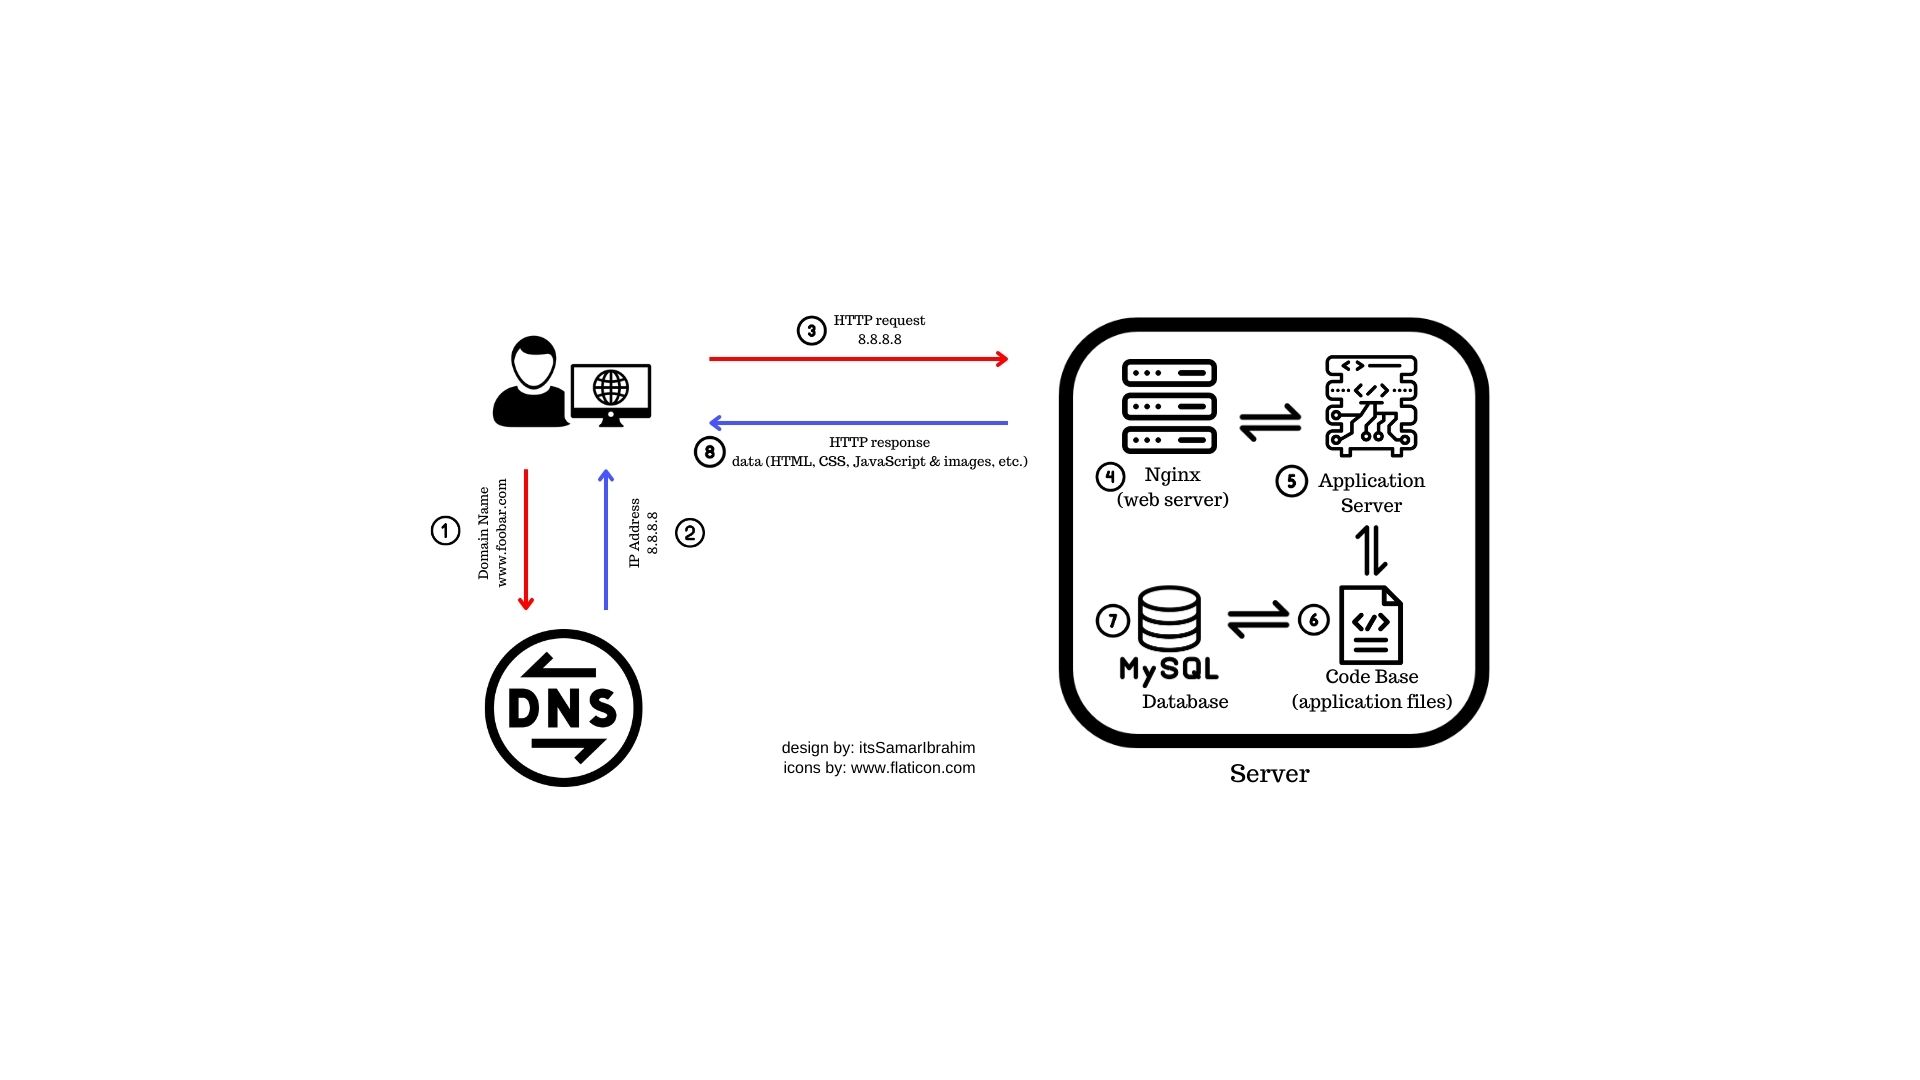 3
HTTP request
8.8.8.8
HTTP response
8
data (HTML, CSS, JavaScript & images, etc.)
1
Domain Name
www.foobar.com
IP Address
8.8.8.8
2
DNS
4
Nginx
(web server)
5
Application
Server
7
MySQL
Database
6
Code Base
(application files)
Server
design by: itsSamarIbrahim
icons by: www.flaticon.com